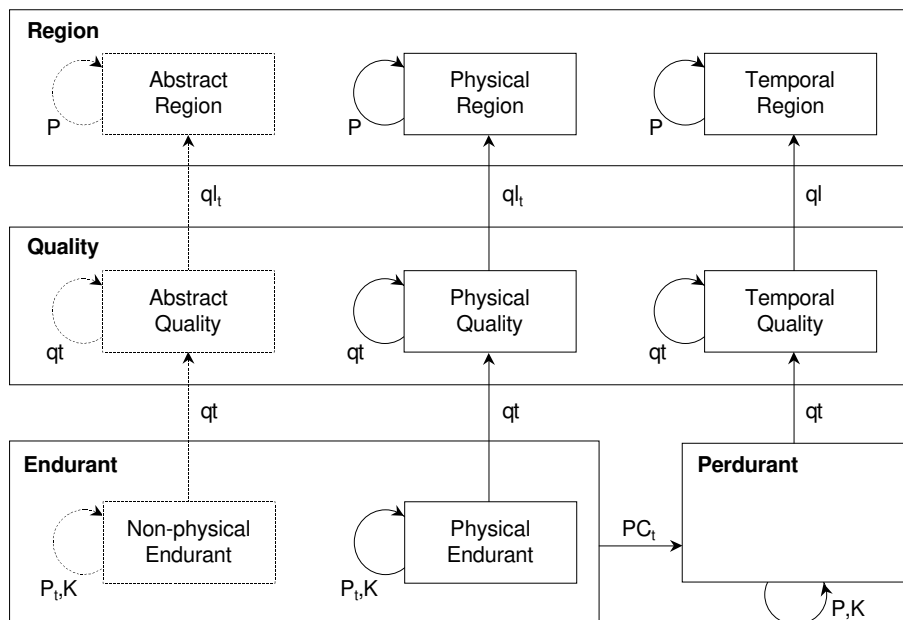 Region
Abstract
Region
Physical
Region
Temporal
Region
P
P
P
ql_t
ql_t
ql
Quality
Abstract
Quality
Physical
Quality
Temporal
Quality
qt
qt
qt
qt
qt
qt
Endurant
Perdurant
Non-physical
Endurant
Physical
Endurant
PC_t
P_t,K
P_t,K
P,K